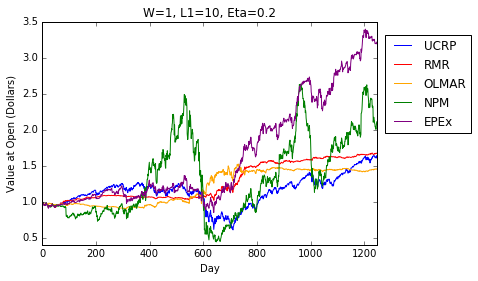 W=1, L1=10, Eta=0.2
3.5
3.0
2.5
2.0
1.5
1.0
0.5
Value at Open (Dollars)
0
200
400
600
800
1000
1200
Day
UCRP
RMR
OLMAR
NPM
EPEx